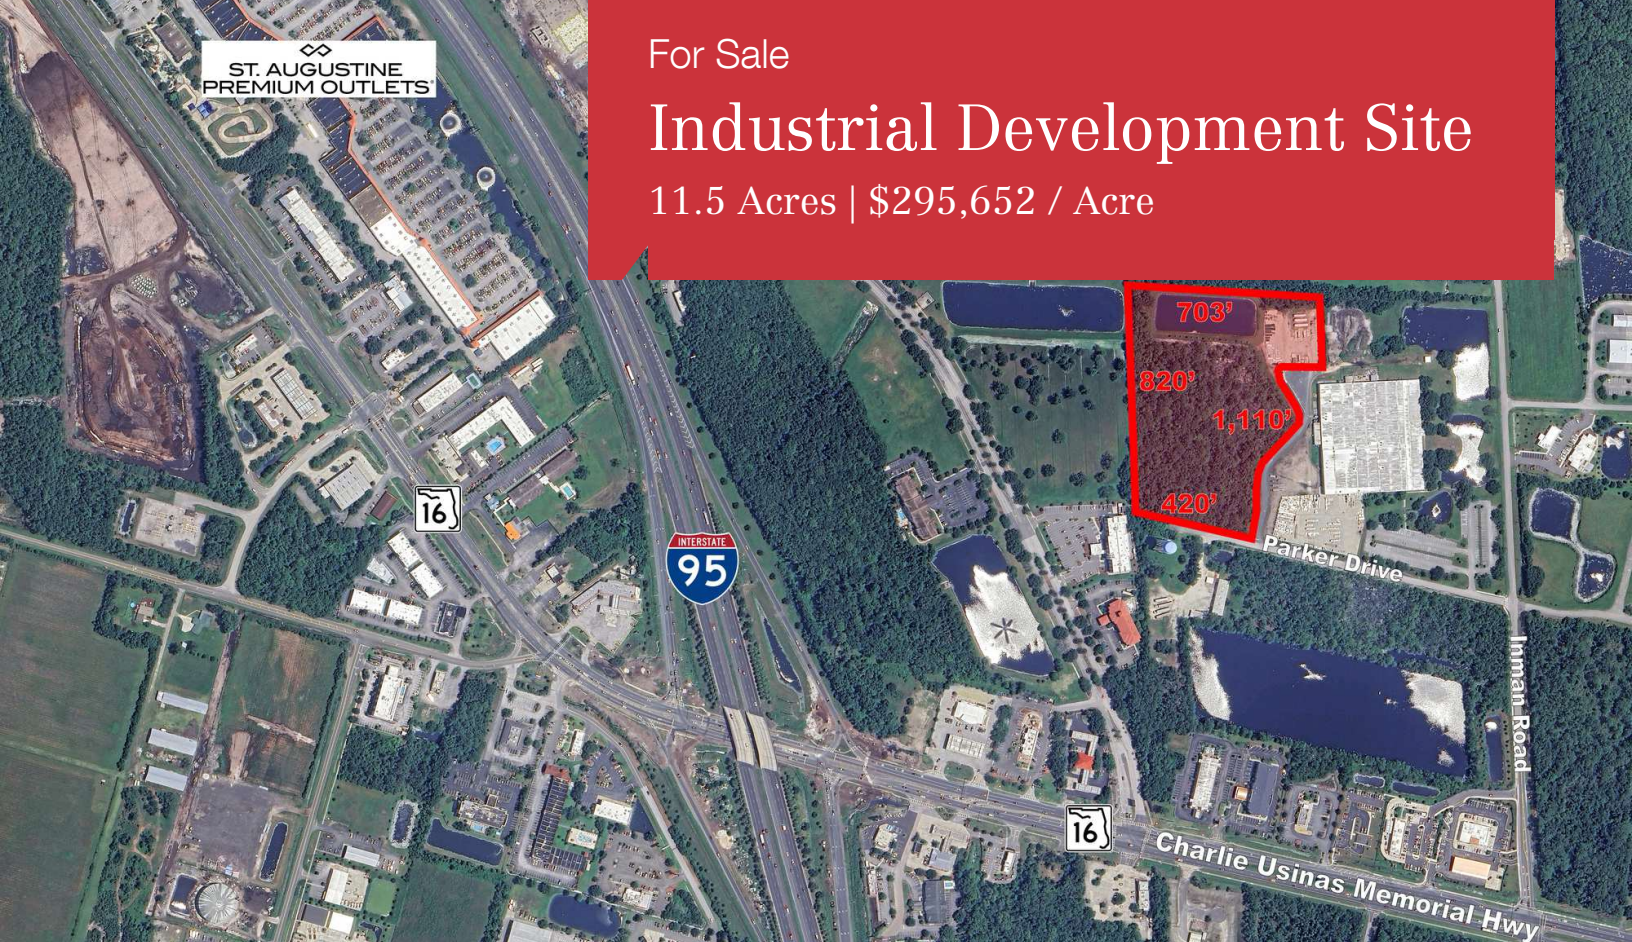 ST. AUGUSTINE
PREMIUM OUTLETS®
For Sale
Industrial Development Site
11.5 Acres | $295,652 / Acre
703'
820'
1,110'
420'
16
INTERSTATE
95
Parker Drive
Inman Road
16
Charlie Usinas Memorial Hwy